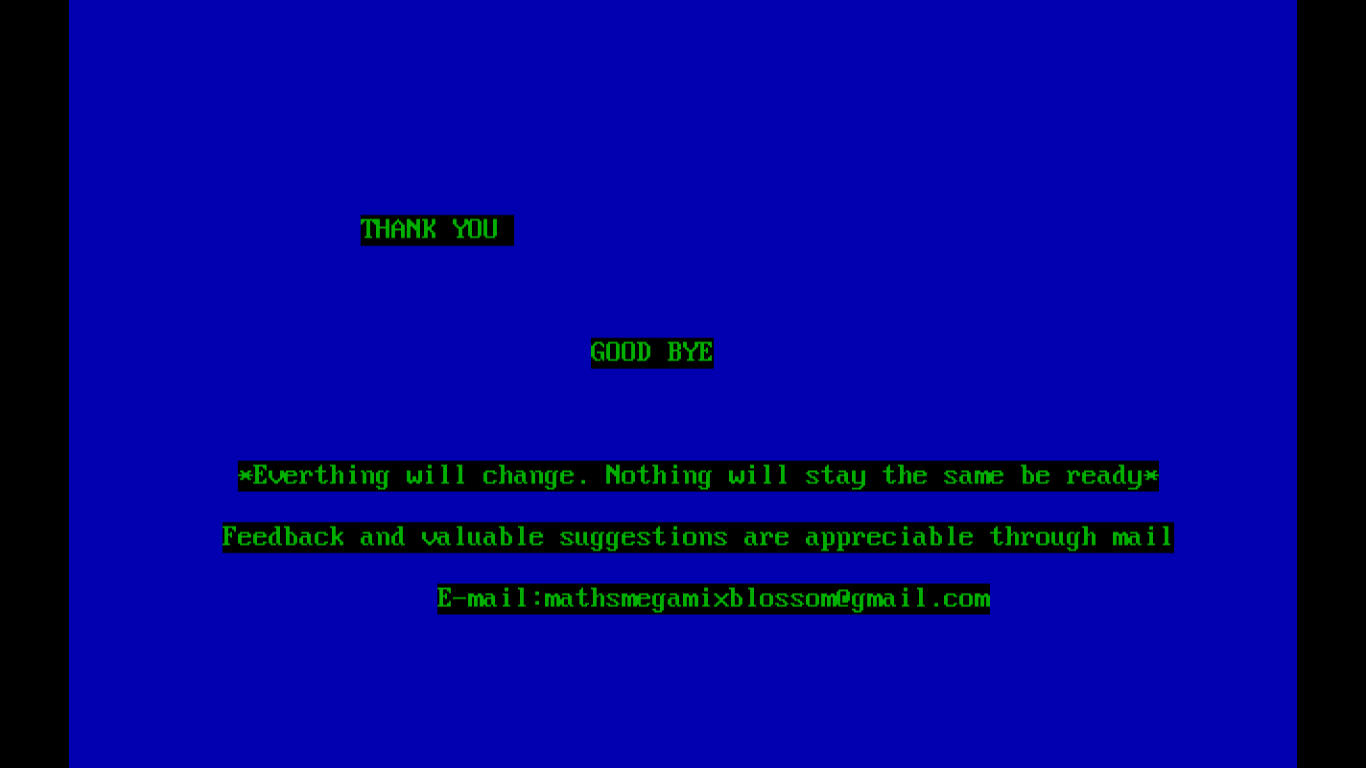 THANK YOU
GOOD BYE
*Everthing will change. Nothing will stay the same be ready*
Feedback and valuable suggestions are appreciable through mail
E-mail:mathsmegamixblossom@gmail.com